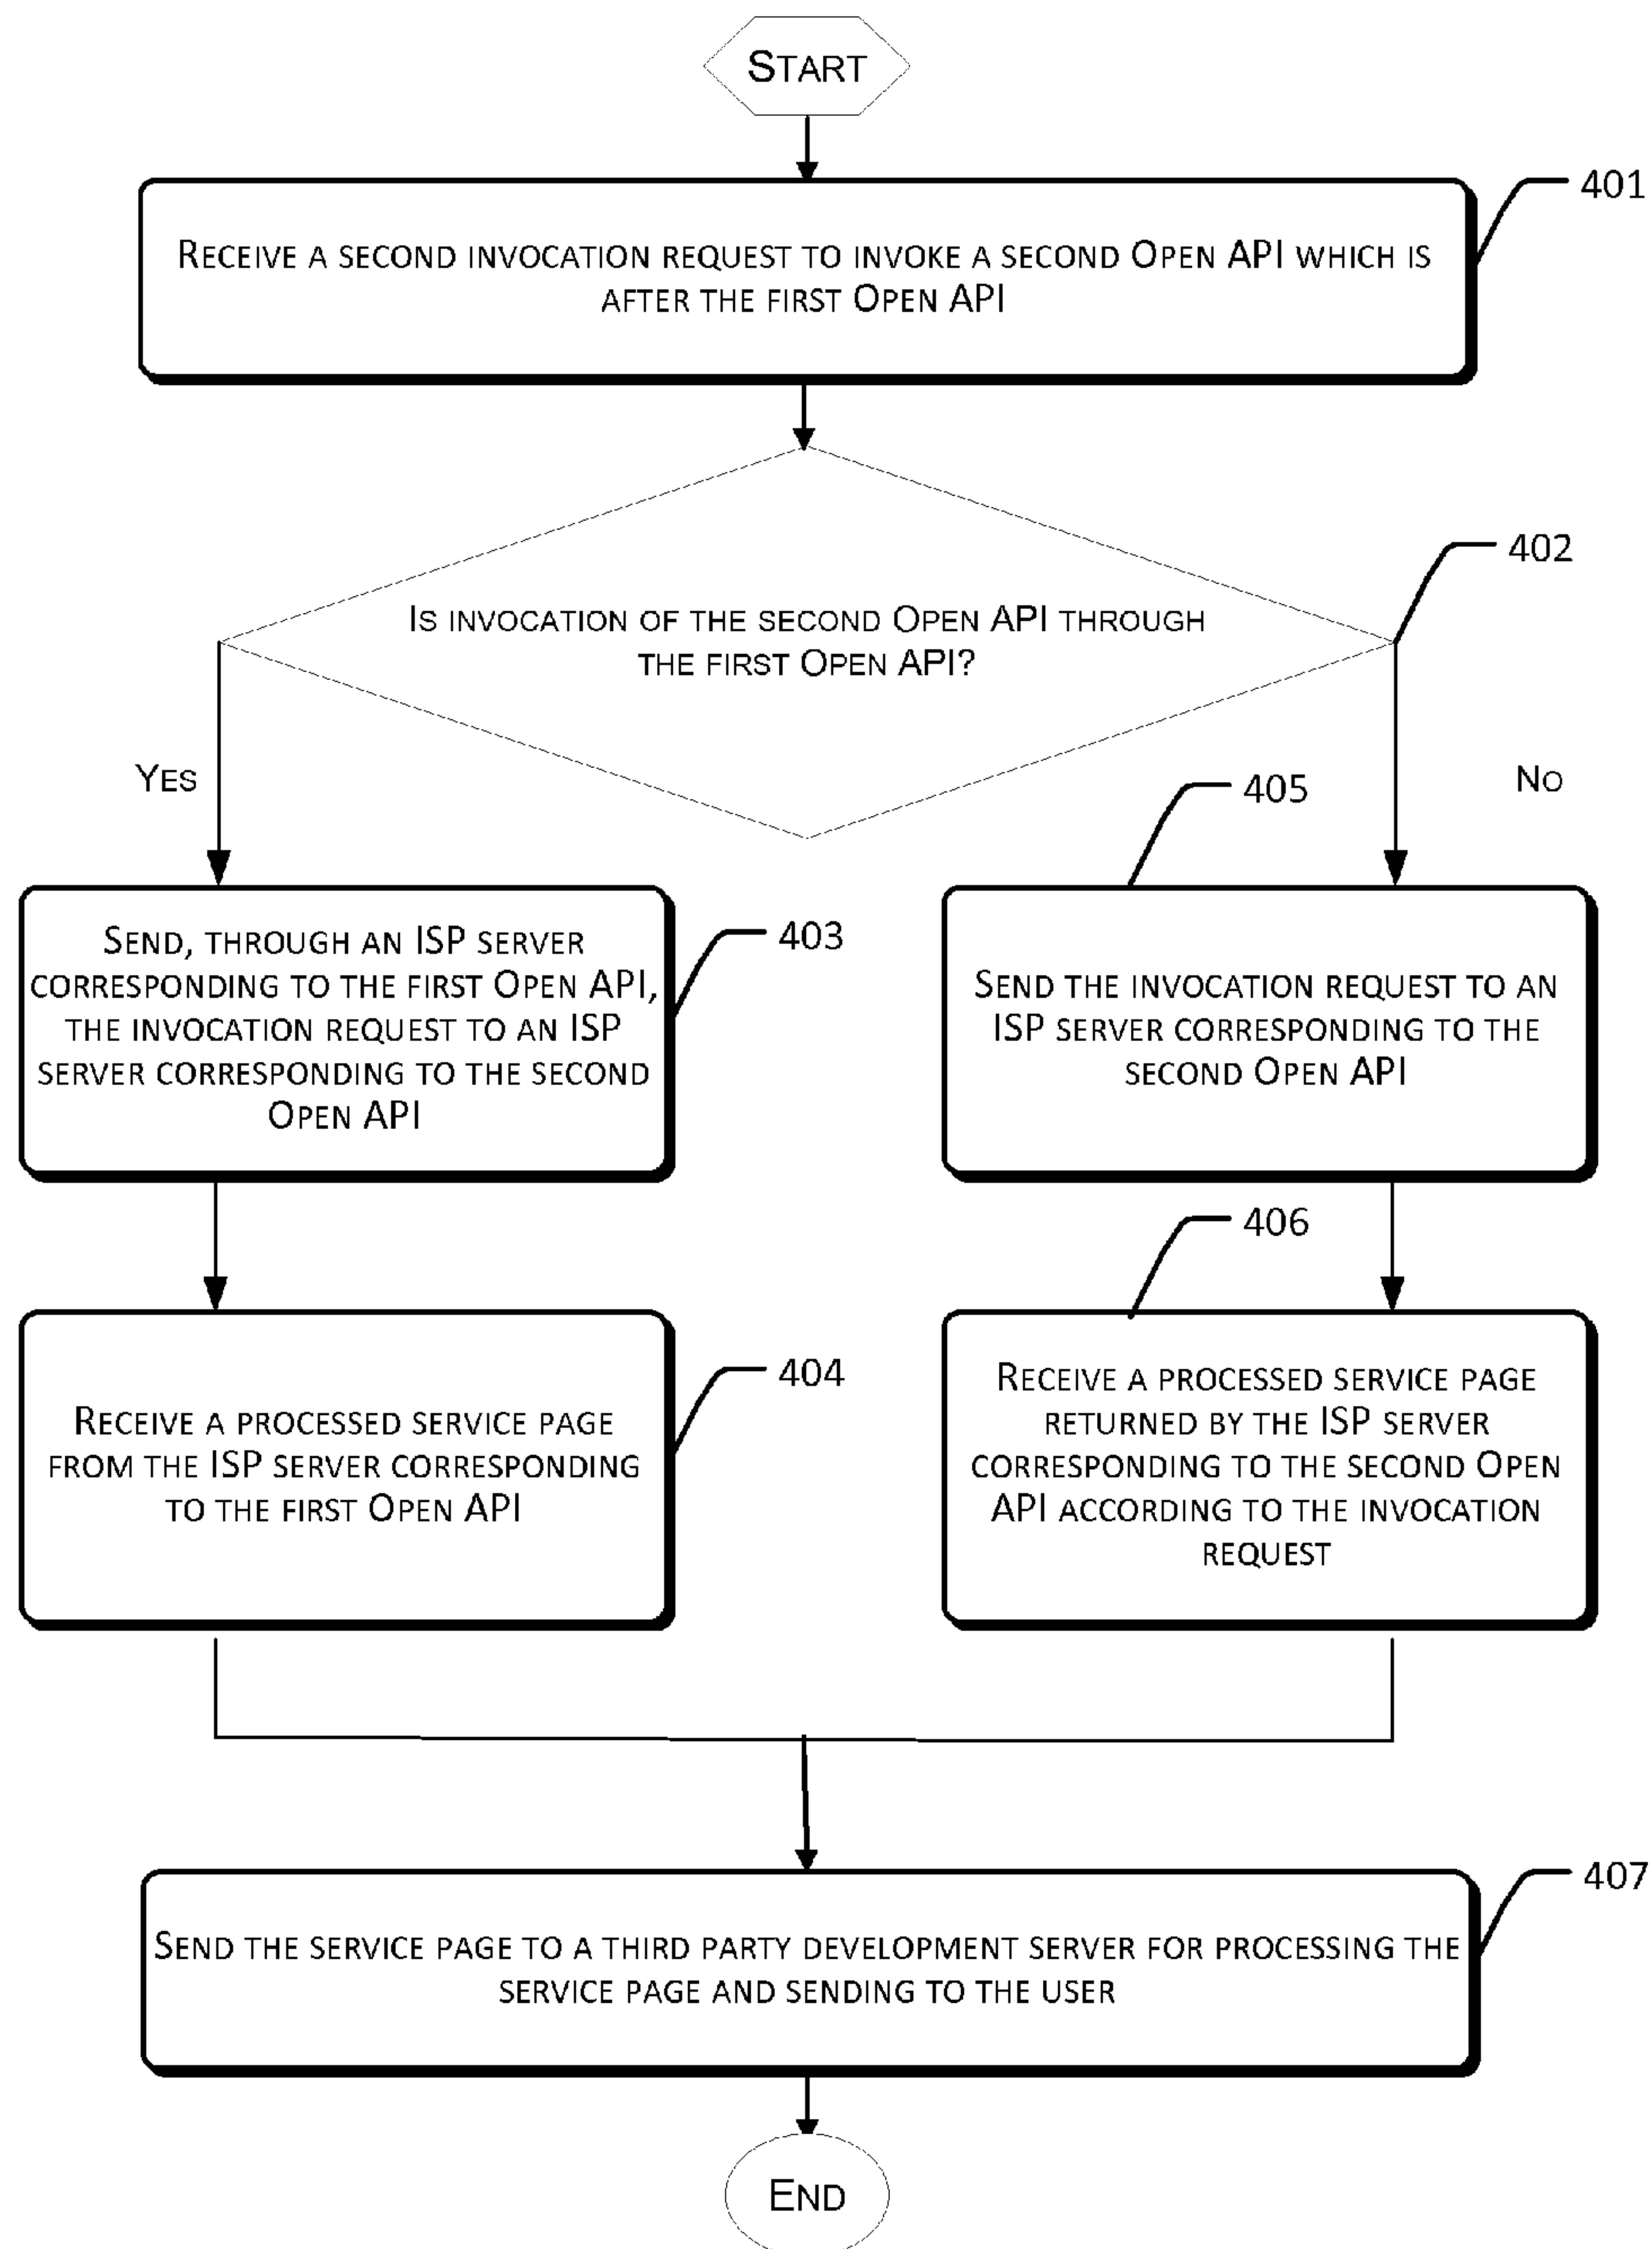 START
401
RECEIVE A SECOND INVOCATION REQUEST TO INVOKE A SECOND OPEN API WHICH IS
AFTER THE FIRST OPEN API
402
IS INVOCATION OF THE SECOND OPEN API THROUGH
THE FIRST OPEN API?
YES
NO
403
SEND, THROUGH AN ISP SERVER
CORRESPONDING TO THE FIRST OPEN API,
THE INVOCATION REQUEST TO AN ISP
SERVER CORRESPONDING TO THE SECOND
OPEN API
405
SEND THE INVOCATION REQUEST TO AN
ISP SERVER CORRESPONDING TO THE
SECOND OPEN API
404
RECEIVE A PROCESSED SERVICE PAGE
FROM THE ISP SERVER CORRESPONDING
TO THE FIRST OPEN API
406
RECEIVE A PROCESSED SERVICE PAGE
RETURNED BY THE ISP SERVER
CORRESPONDING TO THE SECOND OPEN
API ACCORDING TO THE INVOCATION
REQUEST
407
SEND THE SERVICE PAGE TO A THIRD PARTY DEVELOPMENT SERVER FOR PROCESSING THE
SERVICE PAGE AND SENDING TO THE USER
END